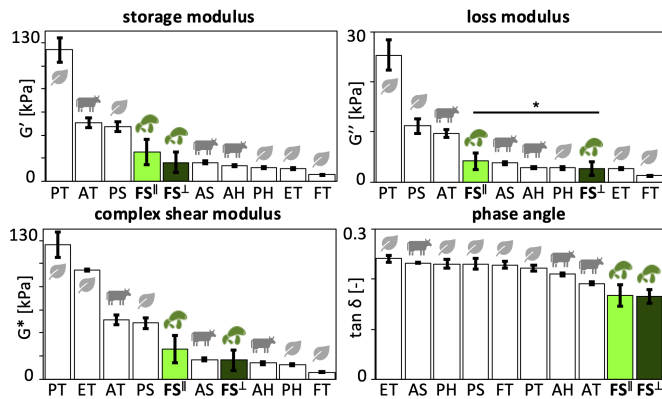 storage modulus
130
G′ [kPa]
0
PT AT PS FS∥ FS⊥ AS AH PH ET FT
loss modulus
30
G′′ [kPa]
*
0
PT PS AT FS∥ AS AH PH FS⊥ ET FT
complex shear modulus
130
G* [kPa]
0
PT ET AT PS FS∥ AS FS⊥ AH PH FT
phase angle
0.3
tan δ [-]
0
ET AS PH PS FT PT AH AT FS∥ FS⊥